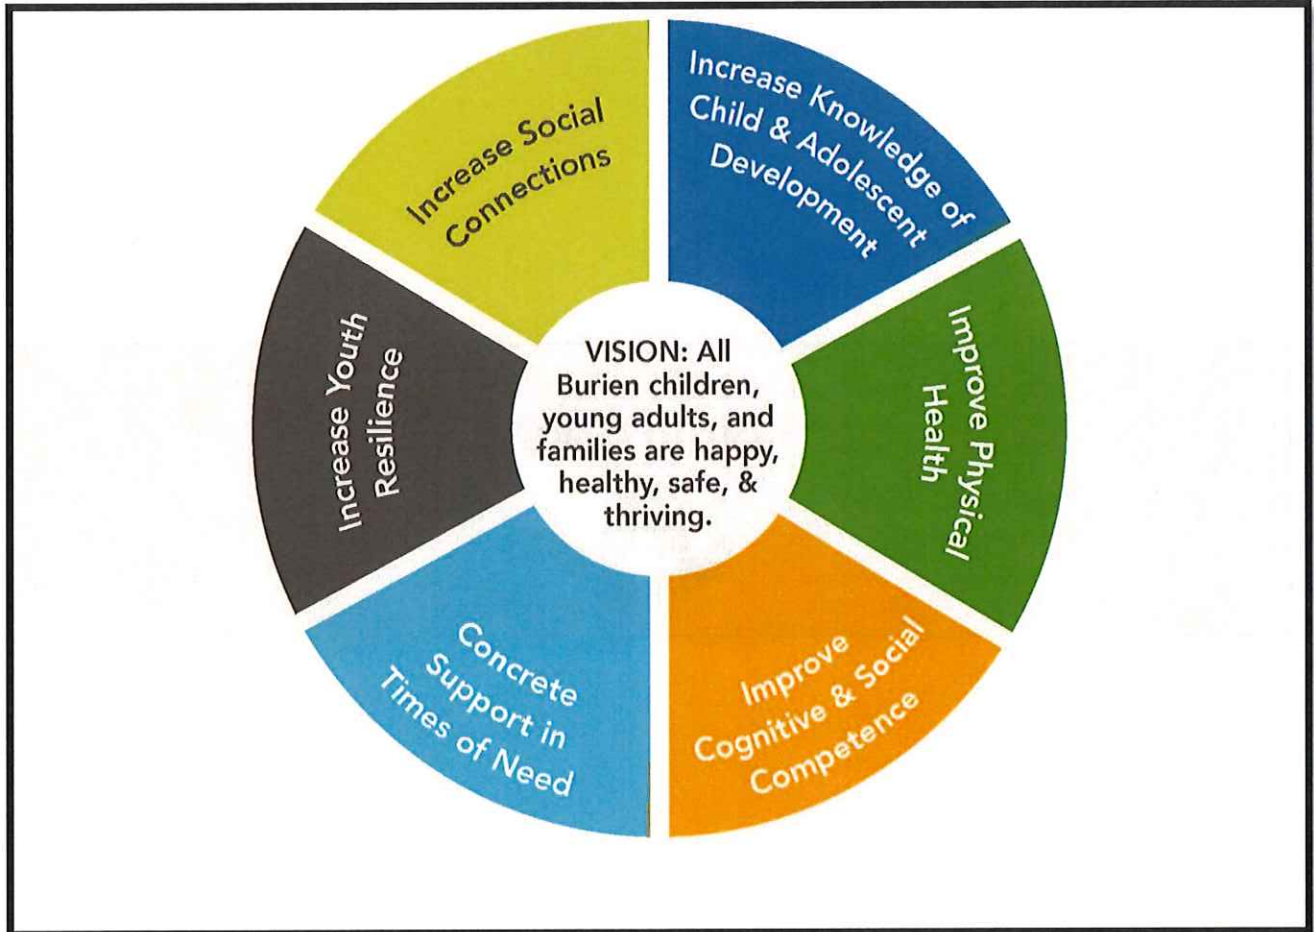 Increase Social
Connections
Increase Knowledge of
Child & Adolescent
Development
Improve Physical
Health
Improve
Cognitive & Social
Competence
Concrete
Support in
Times of Need
Increase Youth
Resilience
VISION: All
Burien children,
young adults, and
families are happy,
healthy, safe, &
thriving.